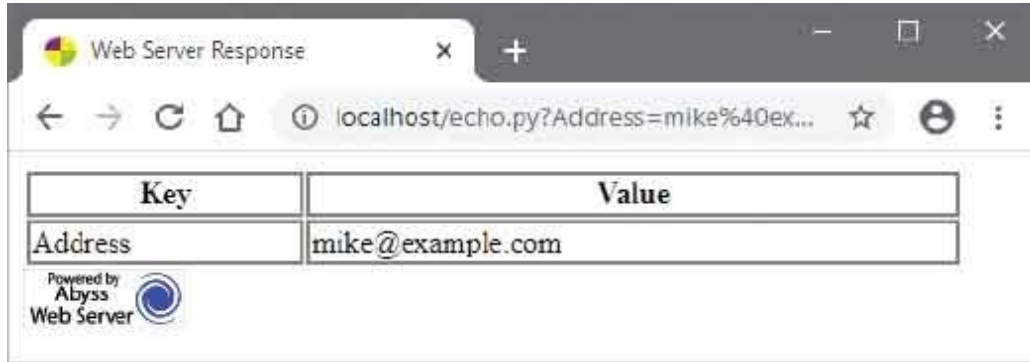 Web Server Response
localhost/echo.py?Address=mike%40ex...
Key Value
Address mike@example.com
Powered by
Abyss
Web Server